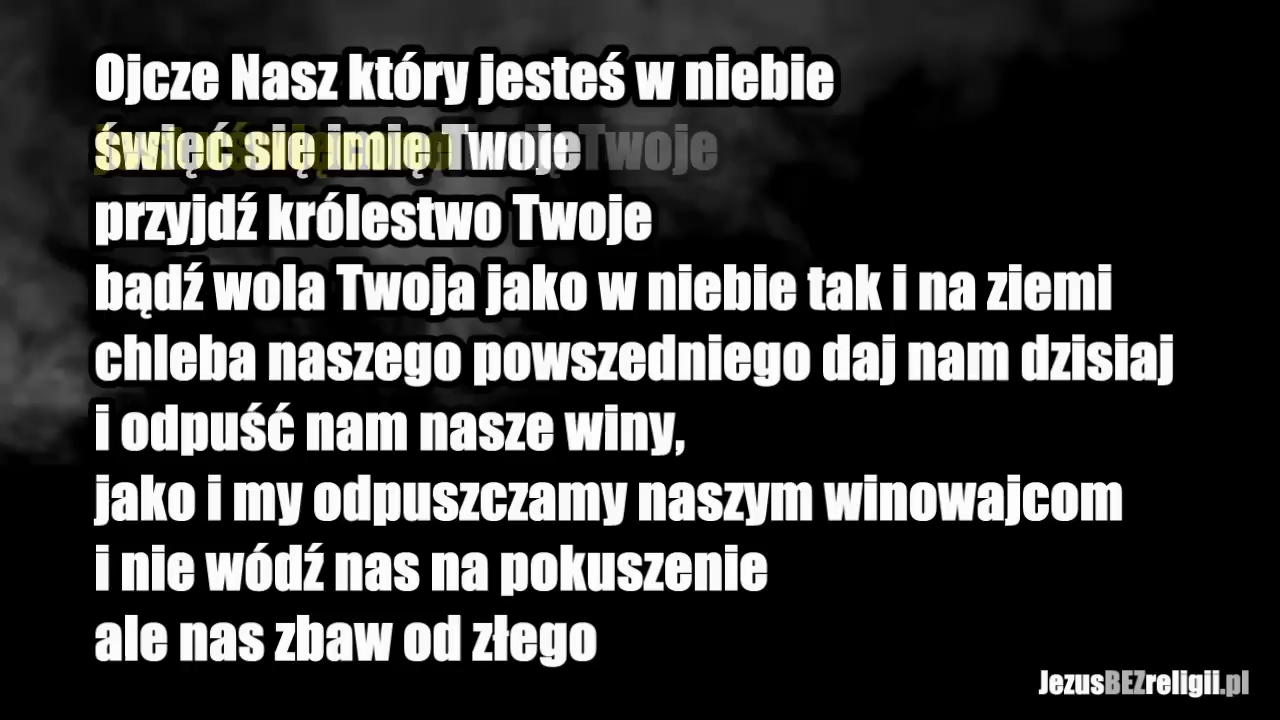 Ojcze Nasz który jesteś w niebie
święć się imię Twoje
przyjdź królestwo Twoje
bądź wola Twoja jako w niebie tak i na ziemi
chleba naszego powszedniego daj nam dzisiaj
i odpuść nam nasze winy,
jako i my odpuszczamy naszym winowajcom
i nie wódź nas na pokuszenie
ale nas zbaw od złego
JezusBEZreligii.pl